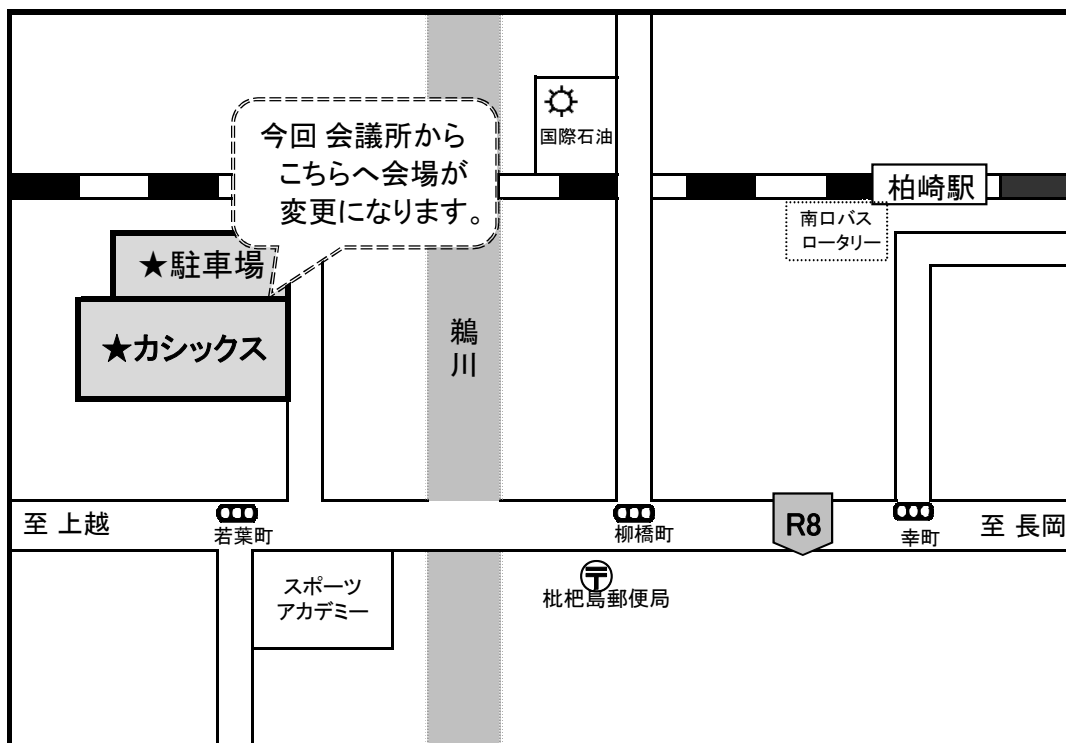 国際石油
今回 会議所から
こちらへ会場が
変更になります。
柏崎駅
南口バス
ロータリー
★駐車場
★カシックス
鵜川
至 上越
若葉町
柳橋町
R8
幸町
至 長岡
スポーツ
アカデミー
枇杷島郵便局